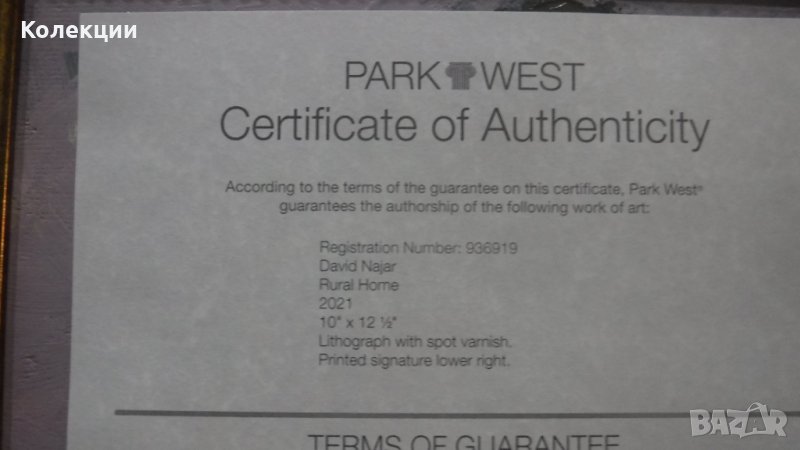 Колекции
PARK WEST
Certificate of Authenticity
According to the terms of the guarantee on this certificate, Park West®
guarantees the authorship of the following work of art:
Registration Number: 936919
David Najar
Rural Home
2021
10" x 12 ½"
Lithograph with spot varnish.
Printed signature lower right.
TERMS OF GUARANTEE
BAZAR